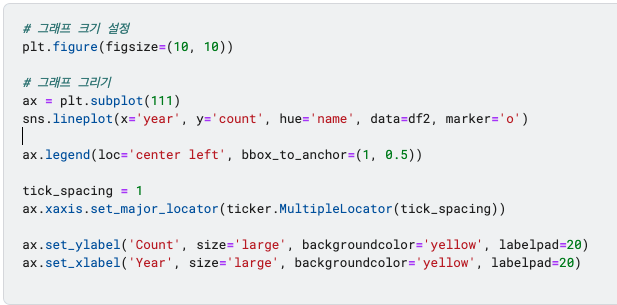 # 그래프 크기 설정
plt.figure(figsize=(10, 10))
# 그래프 그리기
ax = plt.subplot(111)
sns.lineplot(x='year', y='count', hue='name', data=df2, marker='o')
ax.legend(loc='center left', bbox_to_anchor=(1, 0.5))
tick_spacing = 1
ax.xaxis.set_major_locator(ticker.MultipleLocator(tick_spacing))
ax.set_ylabel('Count', size='large', backgroundcolor='yellow', labelpad=20)
ax.set_xlabel('Year', size='large', backgroundcolor='yellow', labelpad=20)